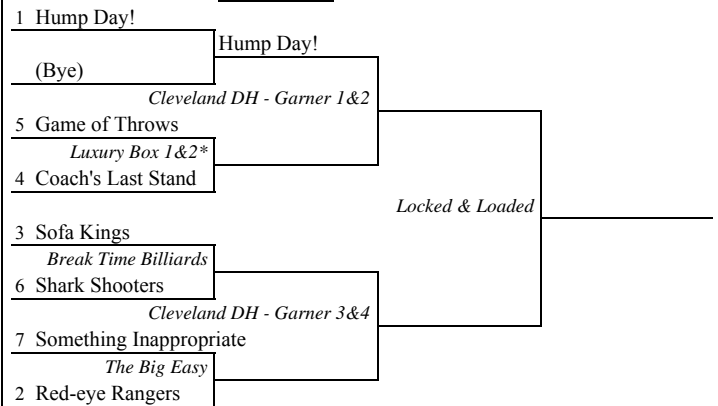 1 Hump Day!
Hump Day!
(Bye)
Cleveland DH - Garner 1&2
5 Game of Throws
Luxury Box 1&2*
4 Coach's Last Stand
Locked & Loaded
3 Sofa Kings
Break Time Billiards
6 Shark Shooters
Cleveland DH - Garner 3&4
7 Something Inappropriate
The Big Easy
2 Red-eye Rangers